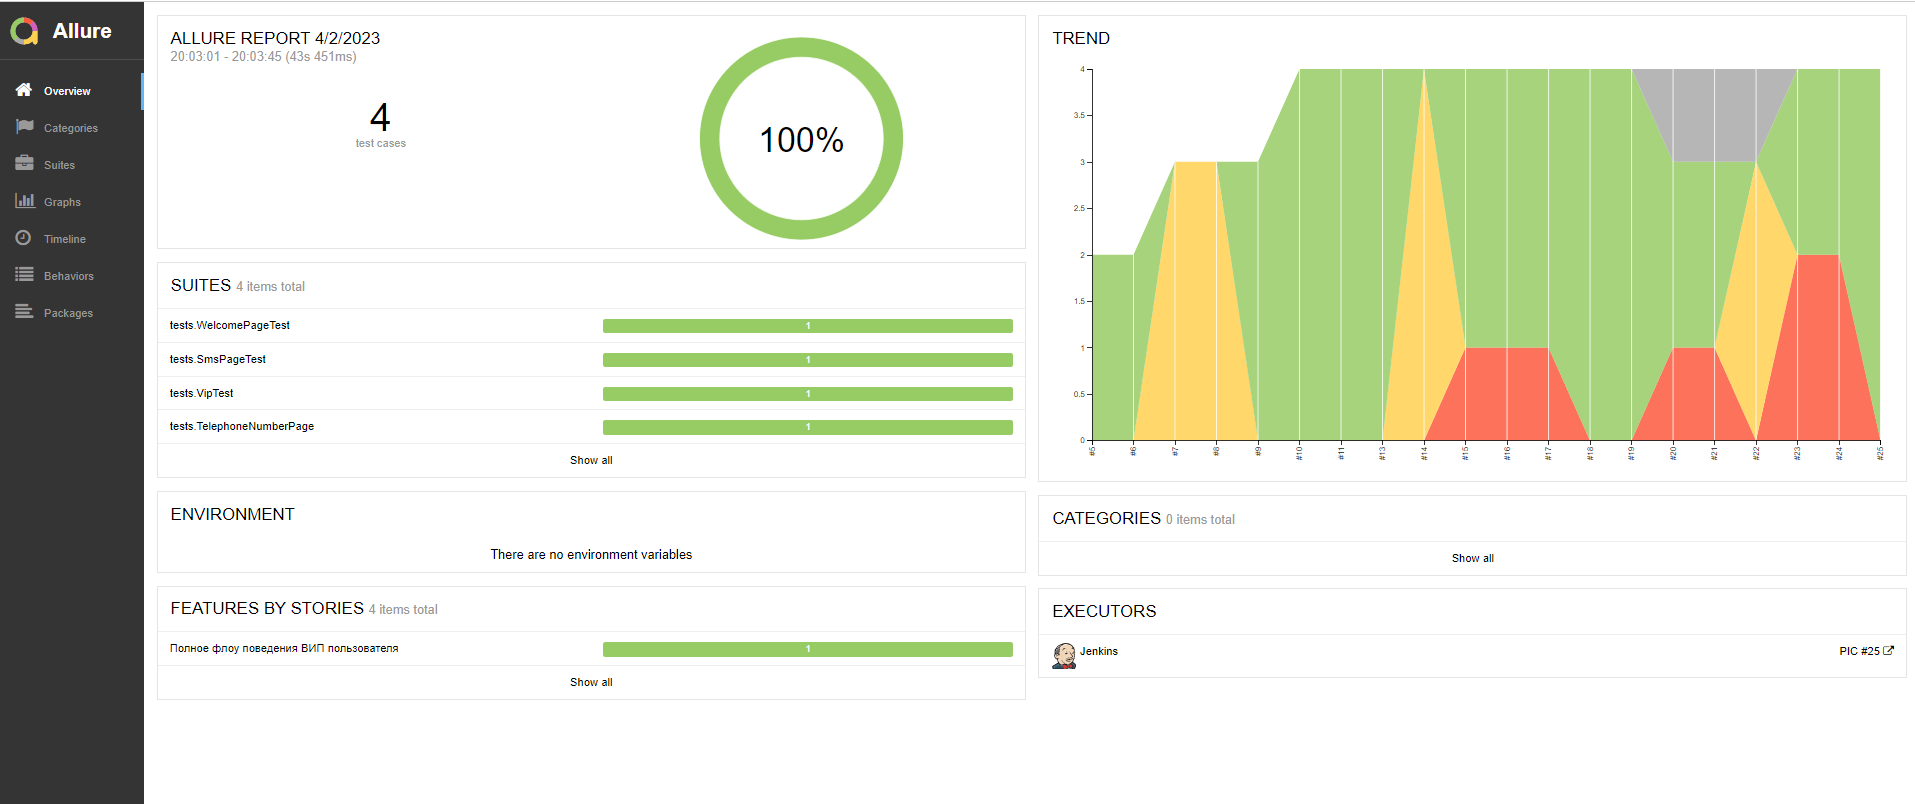 Allure
Overview
Categories
Suites
Graphs
Timeline
Behaviors
Packages
ALLURE REPORT 4/2/2023
20:03:01 - 20:03:45 (43s 451ms)
4
test cases
100%
SUITES 4 items total
tests.WelcomePageTest 1
tests.SmsPageTest 1
tests.VipTest 1
tests.TelephoneNumberPage 1
Show all
ENVIRONMENT
There are no environment variables
FEATURES BY STORIES 4 items total
Полное флоу поведения ВИП пользователя 1
Show all
TREND
4
3.5
3
2.5
2
1.5
1
0.5
0
#5 #6 #7 #8 #9 #10 #11 #13 #14 #15 #16 #17 #18 #19 #20 #21 #22 #23 #24 #25
CATEGORIES 0 items total
Show all
EXECUTORS
Jenkins PIC #25